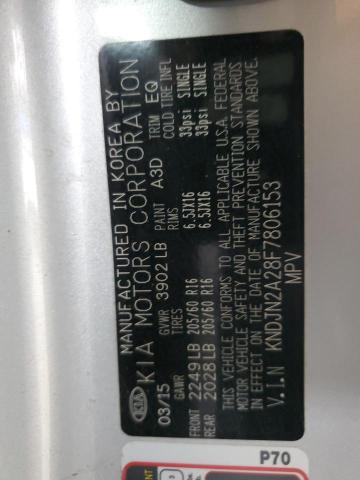 MANUFACTURED IN KOREA BY
KIA KIA MOTORS CORPORATION
03/15 GVWR 3902 LB PAINT A3D TRIM EQ
GAWR TIRES RIMS COLD TIRE INFL
FRONT 2249LB 205/60 R16 6.5JX16 33psi SINGLE
REAR 2028LB 205/60 R16 6.5JX16 33psi SINGLE
THIS VEHICLE CONFORMS TO ALL APPLICABLE U.S.A. FEDERAL
MOTOR VEHICLE SAFETY AND THEFT PREVENTION STANDARDS
IN EFFECT ON THE DATE OF MANUFACTURE SHOWN ABOVE.
V.I.N KNDJN2A28F7806153
MPV
P70